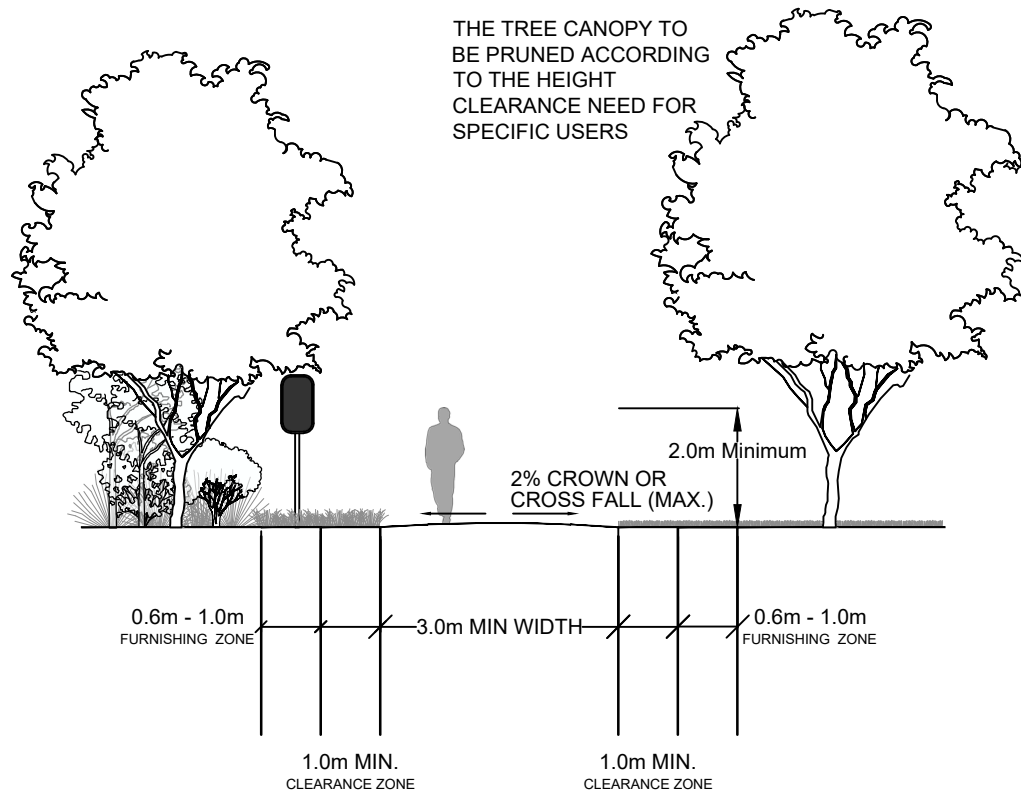 THE TREE CANOPY TO
BE PRUNED ACCORDING
TO THE HEIGHT
CLEARANCE NEED FOR
SPECIFIC USERS
2.0m Minimum
2% CROWN OR
CROSS FALL (MAX.)
0.6m - 1.0m
FURNISHING ZONE
3.0m MIN WIDTH
0.6m - 1.0m
FURNISHING ZONE
1.0m MIN.
CLEARANCE ZONE
1.0m MIN.
CLEARANCE ZONE